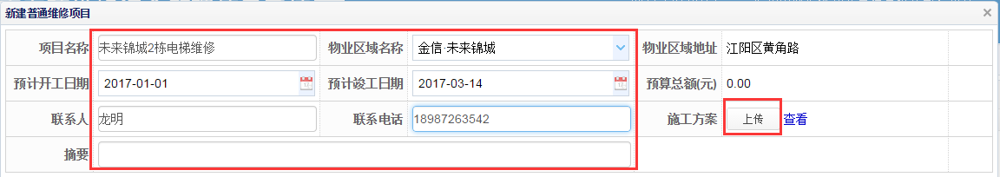 新建普通维修项目
项目名称 未来锦城2栋电梯维修 物业区域名称 金信·未来锦城 物业区域地址 江阳区黄角路
预计开工日期 2017-01-01 预计竣工日期 2017-03-14 预算总额(元) 0.00
联系人 龙明 联系电话 18987263542 施工方案 上传 查看
摘要